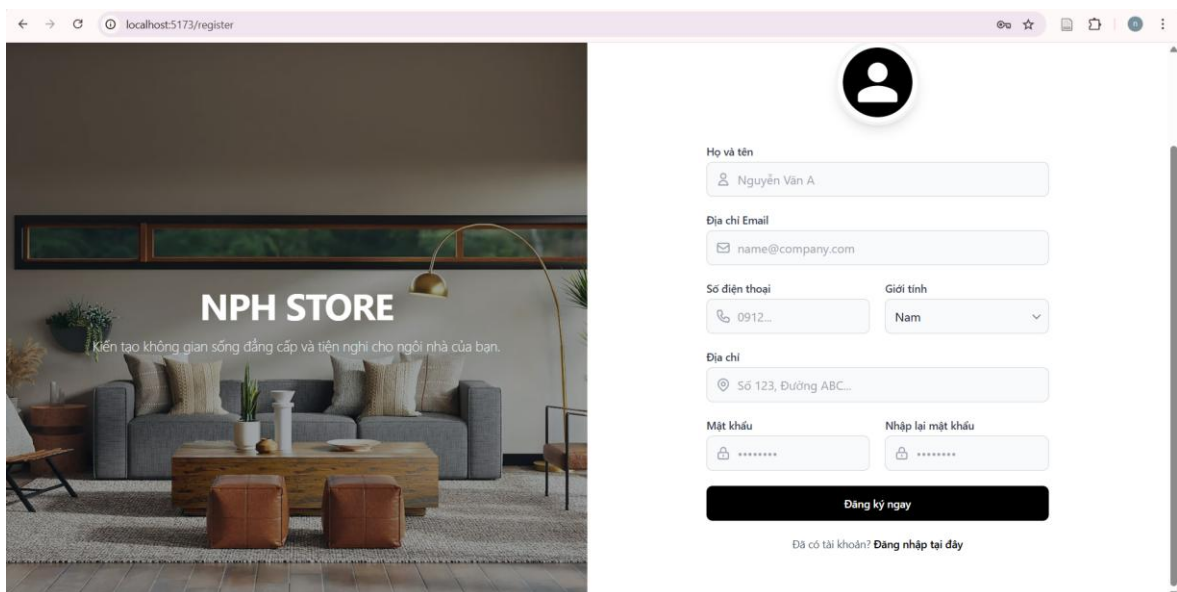 localhost:5173/register
n
NPH STORE
Kiến tạo không gian sống đẳng cấp và tiện nghi cho ngôi nhà của bạn.
Họ và tên
Nguyễn Văn A
Địa chỉ Email
name@company.com
Số điện thoại
Giới tính
0912...
Nam
Địa chỉ
Số 123, Đường ABC...
Mật khẩu
Nhập lại mật khẩu
••••••••
••••••••
Đăng ký ngay
Đã có tài khoản? Đăng nhập tại đây